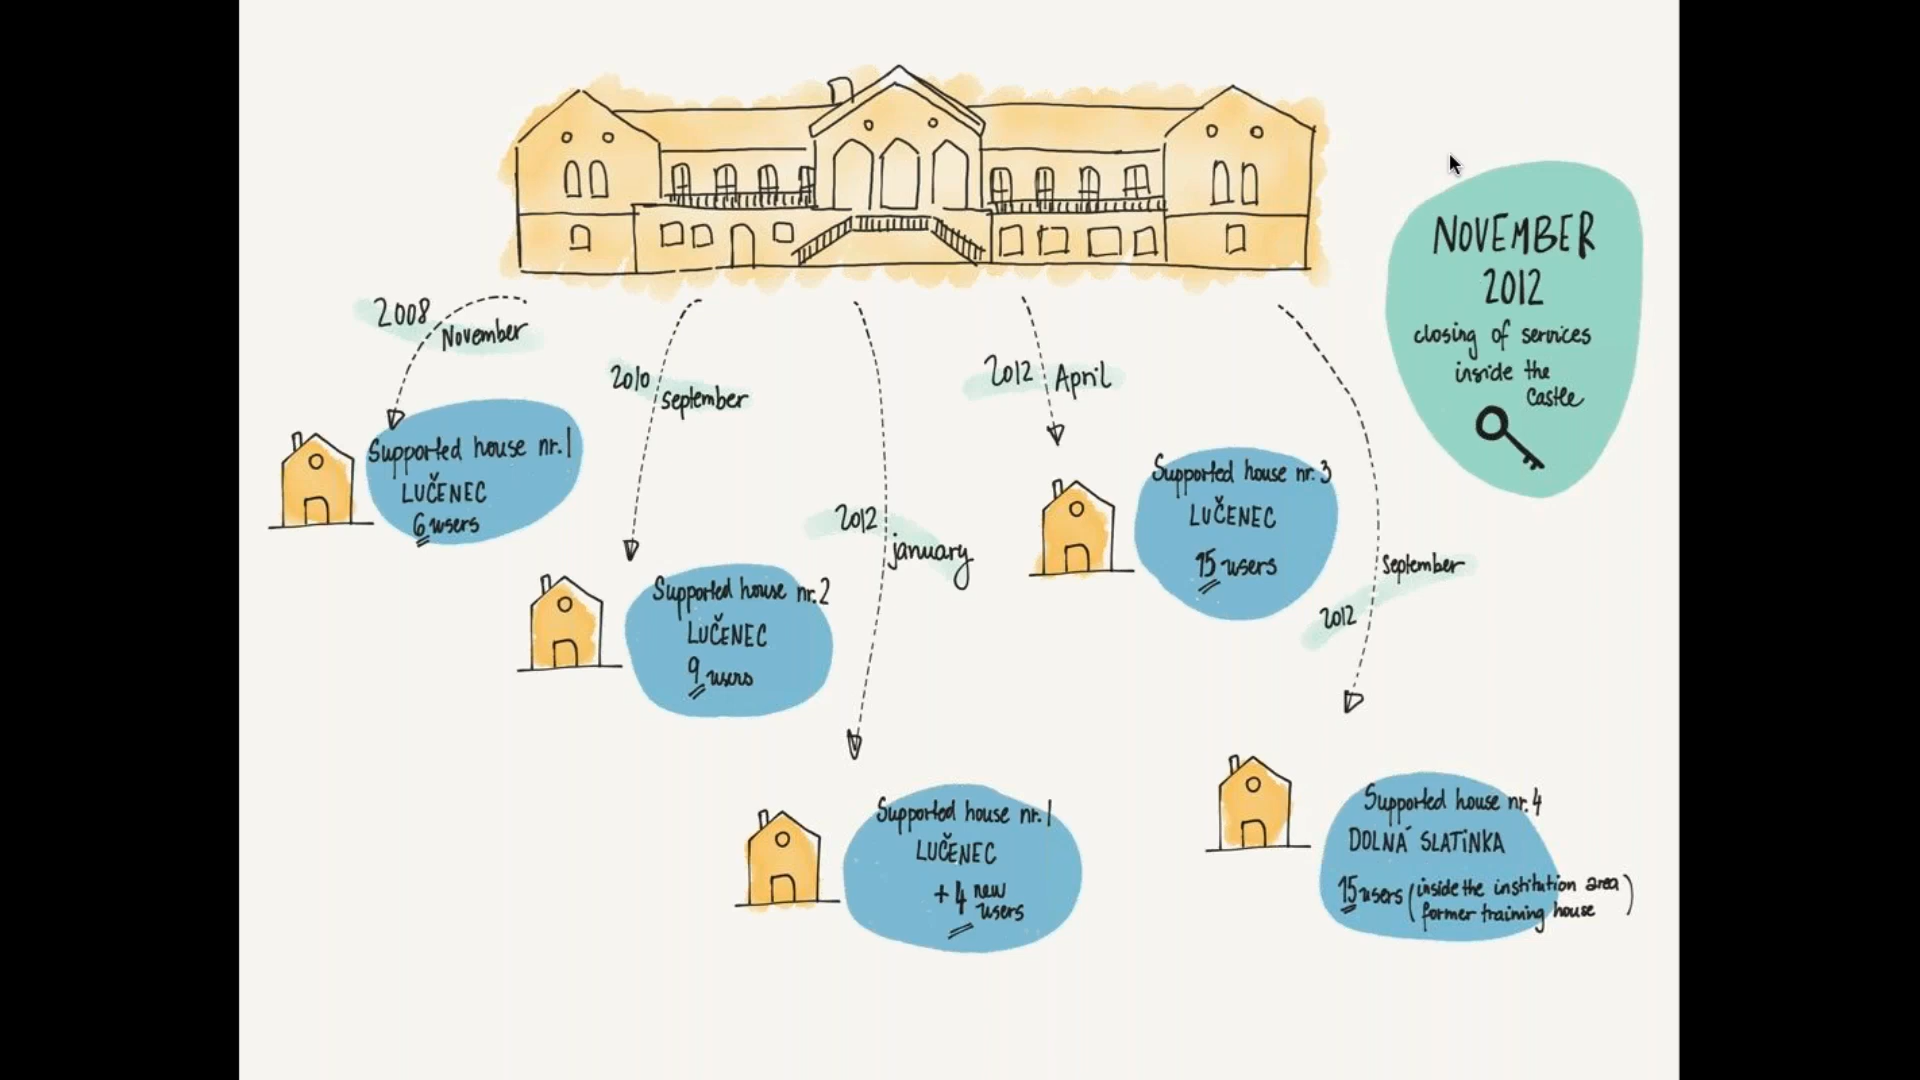 NOVEMBER
2012
closing of services
inside the
castle
2008
November
Supported house nr.1
LUČENEC
6 users
2010
september
Supported house nr.2
LUČENEC
9 users
2012
january
Supported house nr.1
LUČENEC
+ 4 new
users
2012 April
Supported house nr.3
LUČENEC
15 users
September
2012
Supported house nr.4
DOLNÁ SLATiNKA
15 users (inside the institution area
former training house)